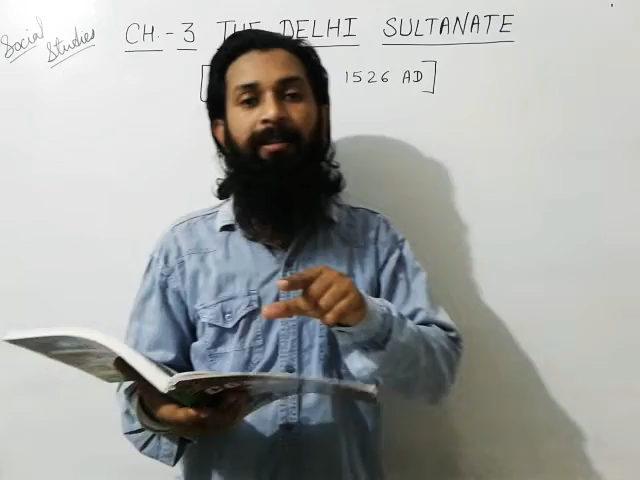 Social Studies
CH.-3 THE DELHI SULTANATE
[ 1526 AD]